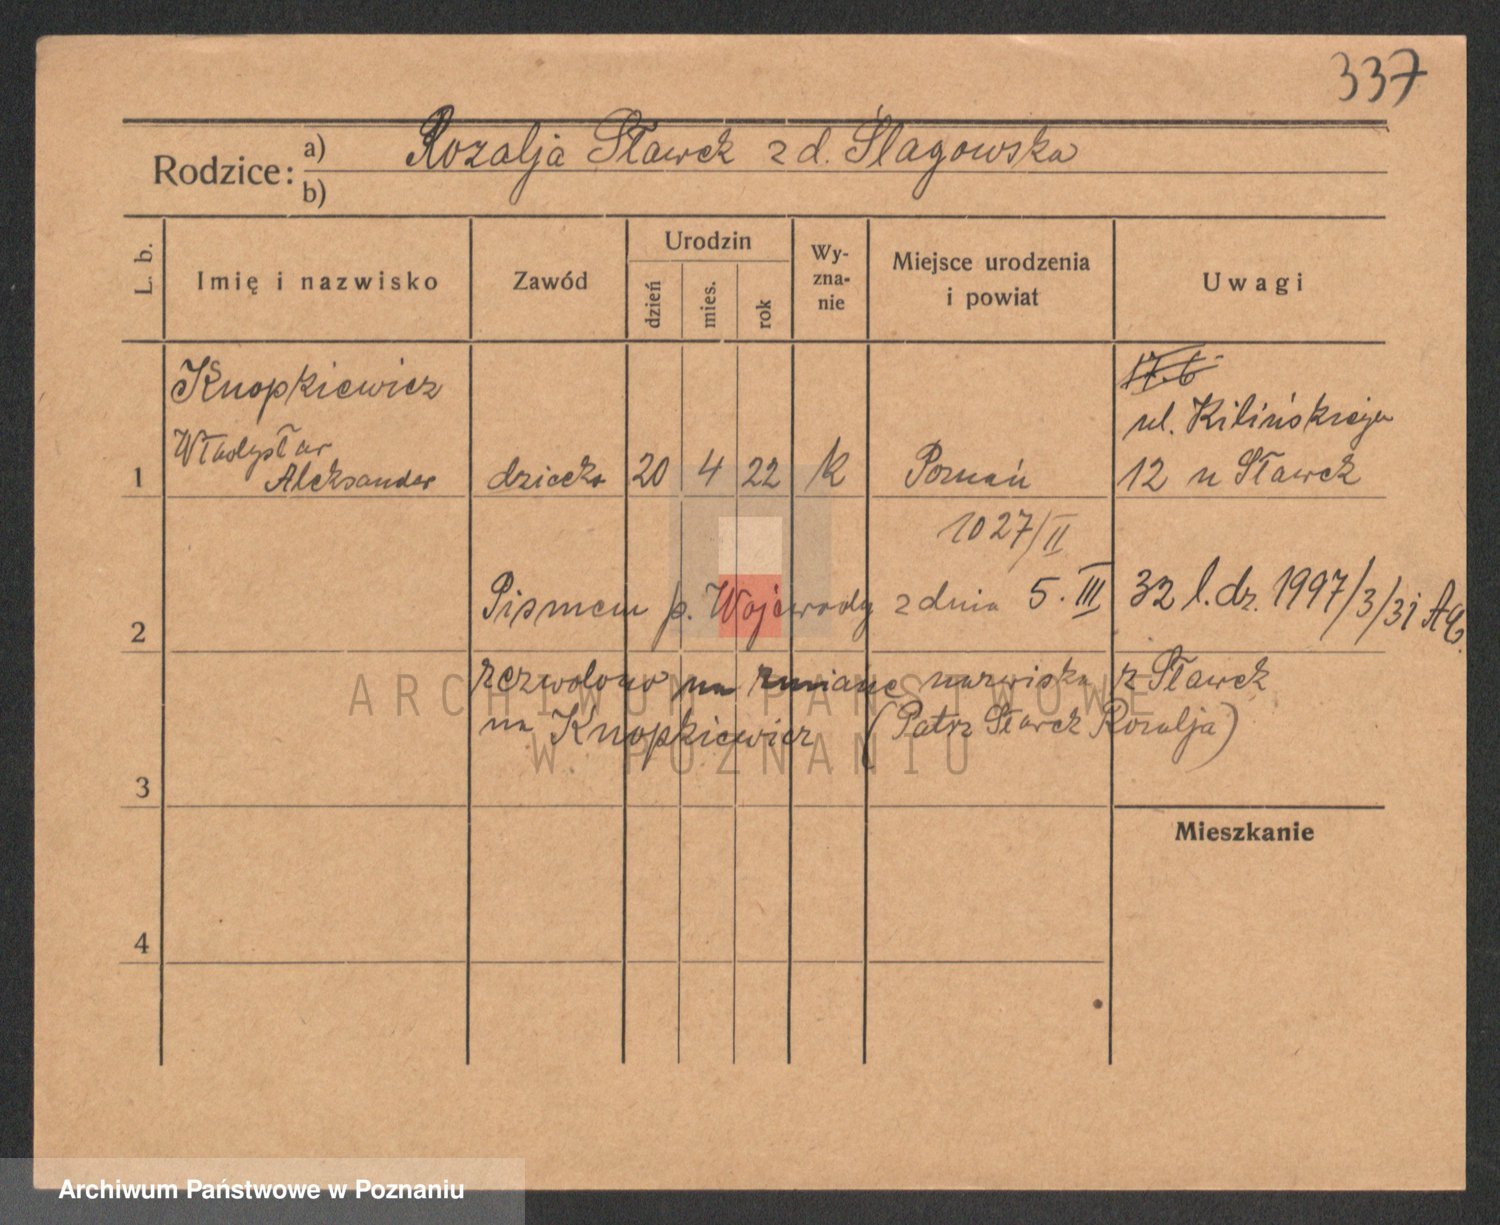 337
Rodzice: a) Rozalja Sławek z d. Ślagowska
b)
L. b.
Imię i nazwisko
Zawód
Urodzin
dzień
mies.
rok
Wy-
zna-
nie
Miejsce urodzenia
i powiat
Uwagi
17.6
Knopkiewicz
ul. Kilińskiego
Władysław
1 Aleksander dziecko 20 4 22 k Poznań 12 u Sławek
1027/II
Pismem p. Wojewody z dnia 5. III 32 l. dz. 1997/3/31
2
zezwolono na zmianę nazwiska z Sławek
na Knopkiewicz (Patrz Sławek Rozalja)
3
Mieszkanie
4
ARCHIWUM PAŃSTWOWE
W POZNANIU
Archiwum Państwowe w Poznaniu